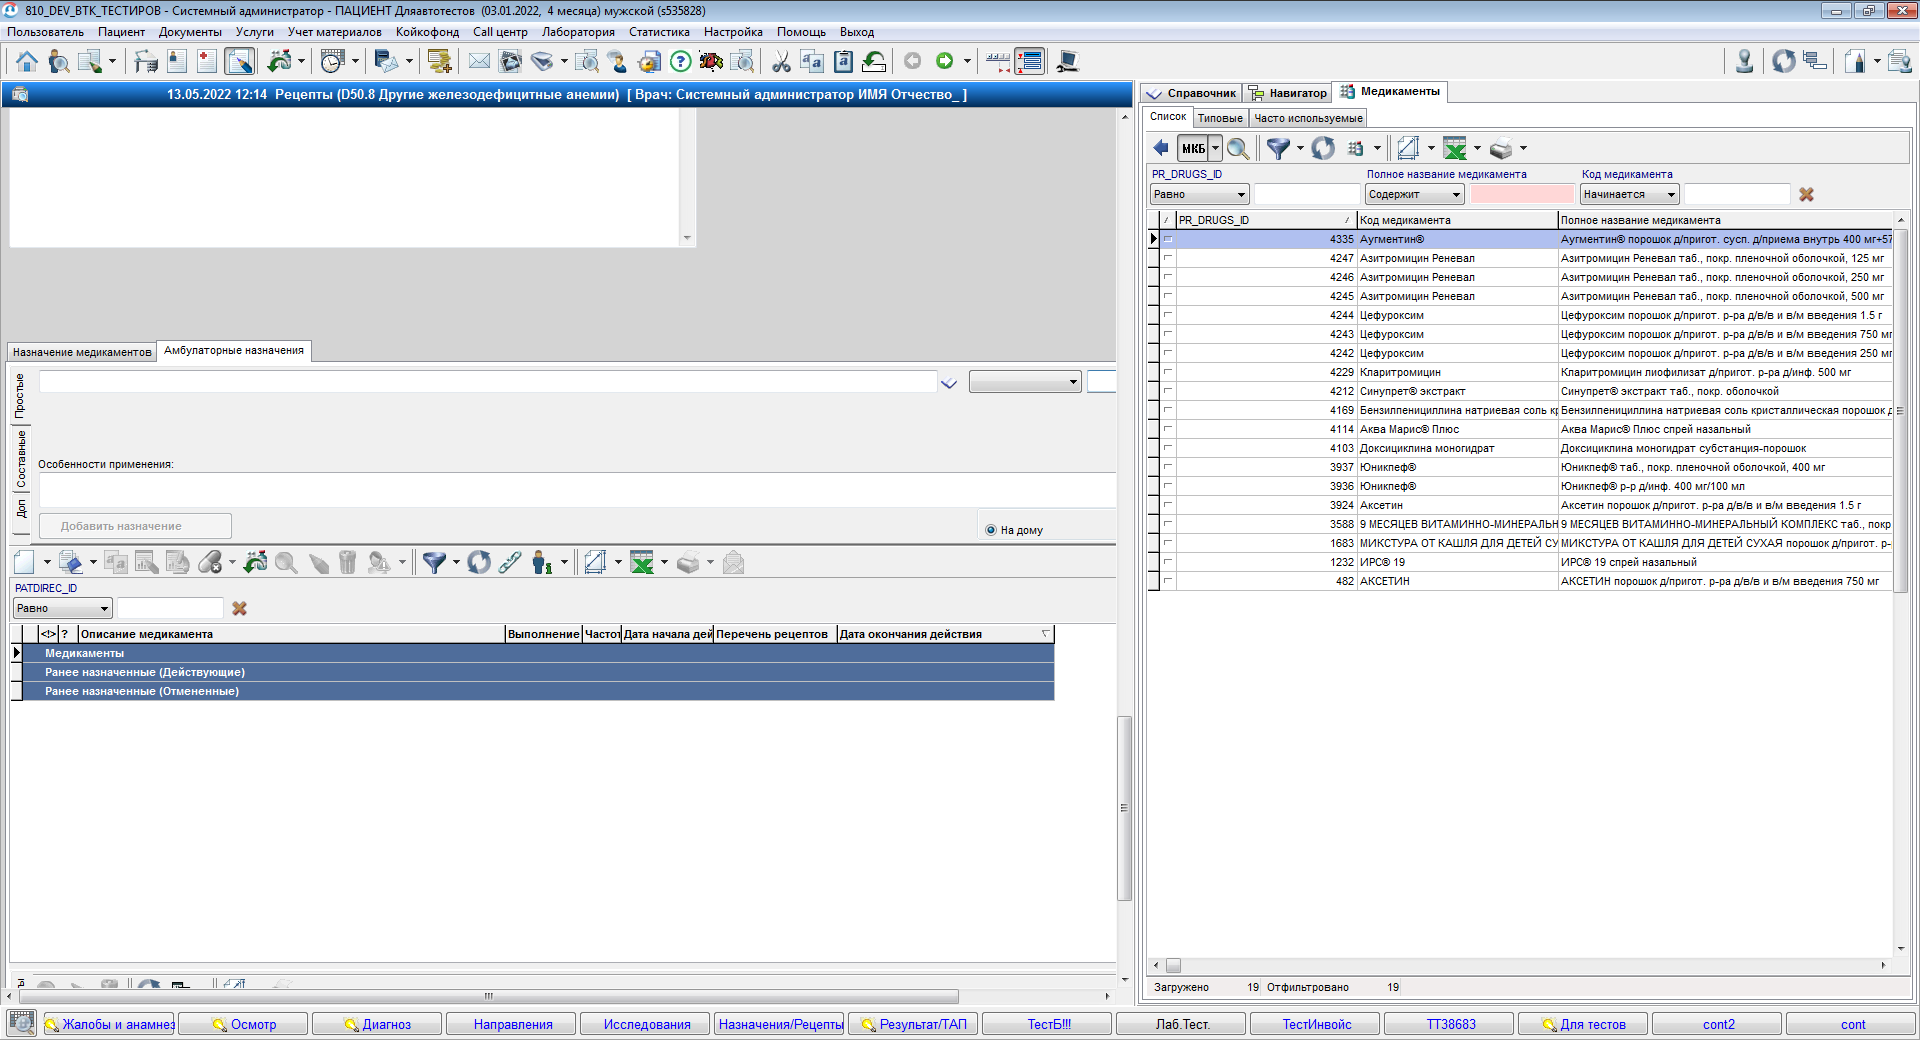 810_DEV_BTK_ТЕСТИРОВ - Системный администратор - ПАЦИЕНТ Дляавтотестов (03.01.2022, 4 месяца) мужской (s535828)
Пользователь Пациент Документы Услуги Учет материалов Койкофонд Call центр Лаборатория Статистика Настройка Помощь Выход
13.05.2022 12:14 Рецепты (D50.8 Другие железодефицитные анемии) [ Врач: Системный администратор ИМЯ Отчество_ ]
Назначение медикаментов Амбулаторные назначения
Простые
Составные
Доп
Особенности применения:
Добавить назначение
На дому
PATDIREC_ID
Равно
<!> ? Описание медикамента Выполнение Частот Дата начала дей Перечень рецептов Дата окончания действия
Медикаменты
Ранее назначенные (Действующие)
Ранее назначенные (Отмененные)
Справочник Навигатор Медикаменты
Список Типовые Часто используемые
МКБ
PR_DRUGS_ID Полное название медикамента Код медикамента
Равно Содержит Начинается
PR_DRUGS_ID Код медикамента Полное название медикамента
4335 Аугментин® Аугментин® порошок д/пригот. сусп. д/приема внутрь 400 мг+57
4247 Азитромицин Реневал Азитромицин Реневал таб., покр. пленочной оболочкой, 125 мг
4246 Азитромицин Реневал Азитромицин Реневал таб., покр. пленочной оболочкой, 250 мг
4245 Азитромицин Реневал Азитромицин Реневал таб., покр. пленочной оболочкой, 500 мг
4244 Цефуроксим Цефуроксим порошок д/пригот. р-ра д/в/в и в/м введения 1.5 г
4243 Цефуроксим Цефуроксим порошок д/пригот. р-ра д/в/в и в/м введения 750 мг
4242 Цефуроксим Цефуроксим порошок д/пригот. р-ра д/в/в и в/м введения 250 мг
4229 Кларитромицин Кларитромицин лиофилизат д/пригот. р-ра д/инф. 500 мг
4212 Синупрет® экстракт Синупрет® экстракт таб., покр. оболочкой
4169 Бензилпенициллина натриевая соль кр Бензилпенициллина натриевая соль кристаллическая порошок д
4114 Аква Марис® Плюс Аква Марис® Плюс спрей назальный
4103 Доксициклина моногидрат Доксициклина моногидрат субстанция-порошок
3937 Юникпеф® Юникпеф® таб., покр. пленочной оболочкой, 400 мг
3936 Юникпеф® Юникпеф® р-р д/инф. 400 мг/100 мл
3924 Аксетин Аксетин порошок д/пригот. р-ра д/в/в и в/м введения 1.5 г
3588 9 МЕСЯЦЕВ ВИТАМИННО-МИНЕРАЛЬН 9 МЕСЯЦЕВ ВИТАМИННО-МИНЕРАЛЬНЫЙ КОМПЛЕКС таб., покр
1683 МИКСТУРА ОТ КАШЛЯ ДЛЯ ДЕТЕЙ СУ МИКСТУРА ОТ КАШЛЯ ДЛЯ ДЕТЕЙ СУХАЯ порошок д/пригот. р-
1232 ИРС® 19 ИРС® 19 спрей назальный
482 АКСЕТИН АКСЕТИН порошок д/пригот. р-ра д/в/в и в/м введения 750 мг
Загружено 19 Отфильтровано 19
Жалобы и анамнез Осмотр Диагноз Направления Исследования Назначения/Рецепты Результат/ТАП ТестБ!!! Лаб.Тест. ТестИнвойс ТТ38683 Для тестов cont2 cont